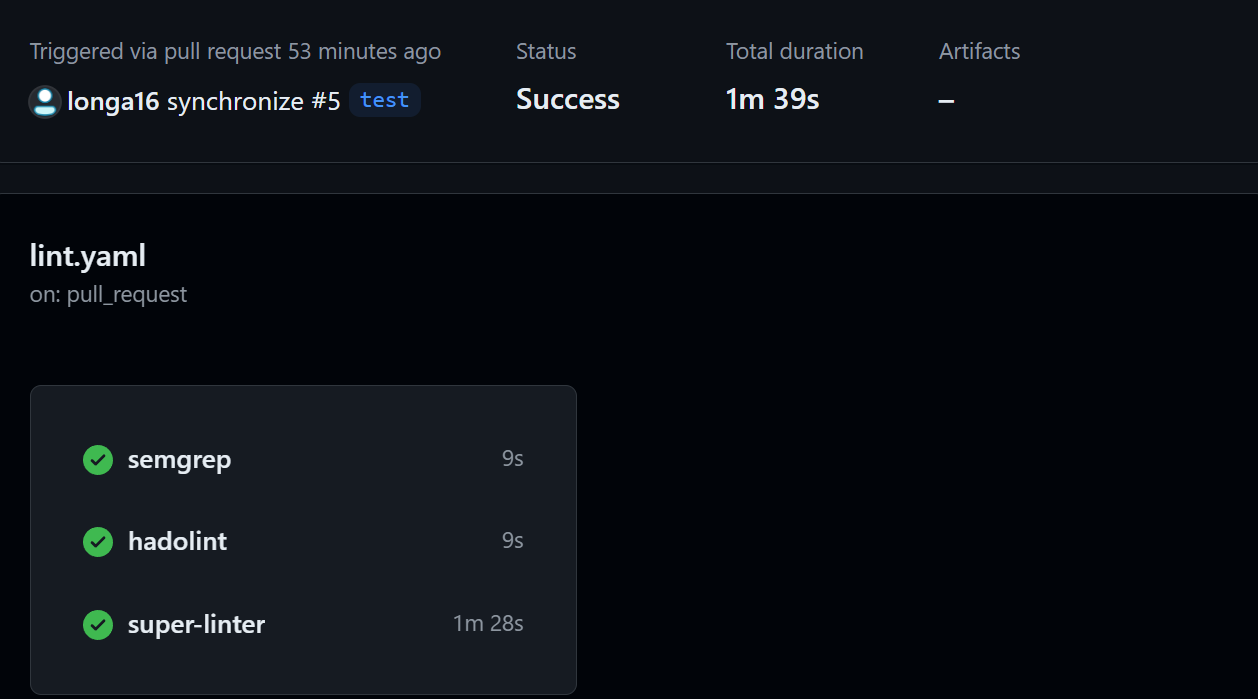 Triggered via pull request 53 minutes ago
longa16 synchronize #5 test
Status
Success
Total duration
1m 39s
Artifacts
–
lint.yaml
on: pull_request
semgrep 9s
hadolint 9s
super-linter 1m 28s